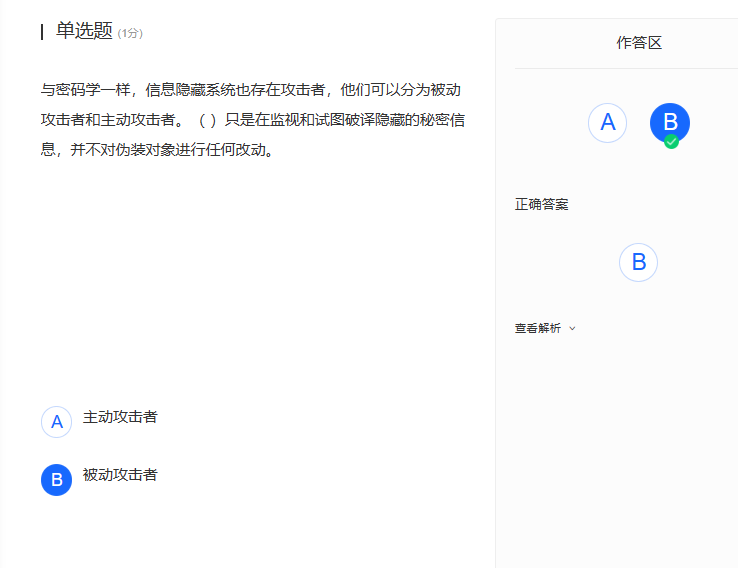 单选题 (1分)
与密码学一样，信息隐藏系统也存在攻击者，他们可以分为被动
攻击者和主动攻击者。（ ）只是在监视和试图破译隐藏的秘密信
息，并不对伪装对象进行任何改动。
A 主动攻击者
B 被动攻击者
作答区
A B
正确答案
B
查看解析